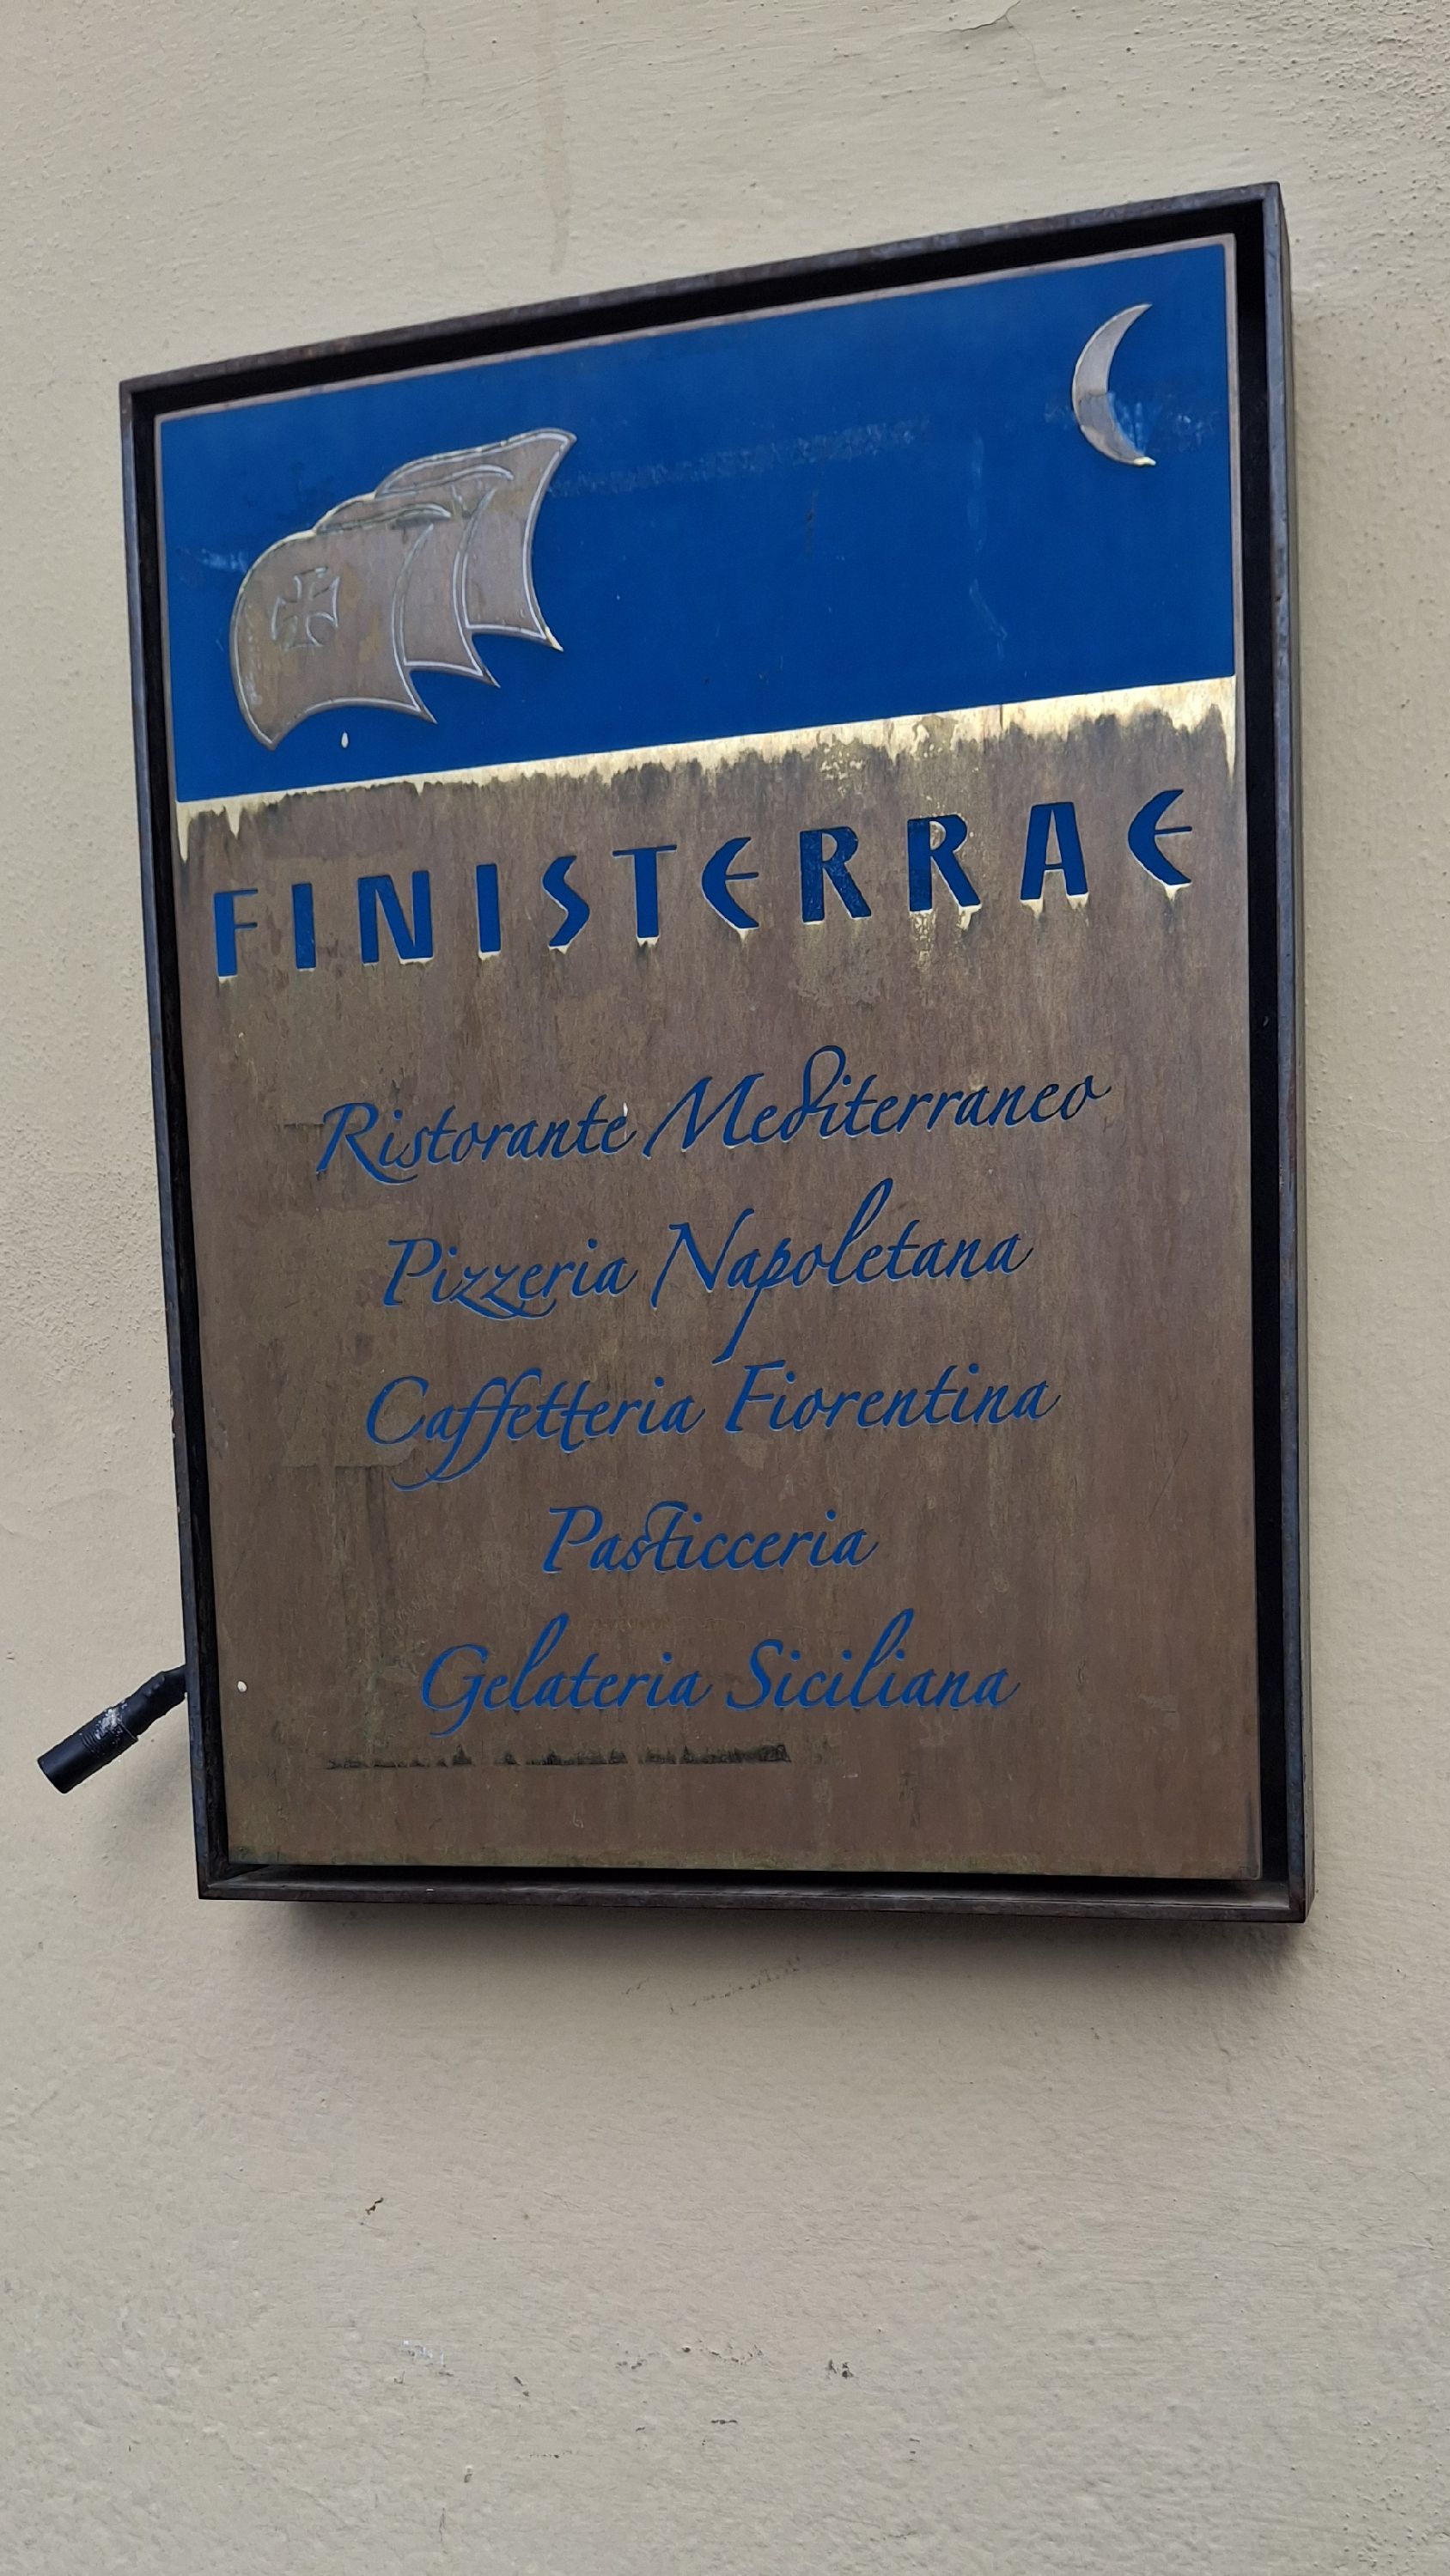 FINISTERRAE
Ristorante Mediterraneo
Pizzeria Napoletana
Caffetteria Fiorentina
Pasticceria
Gelateria Siciliana